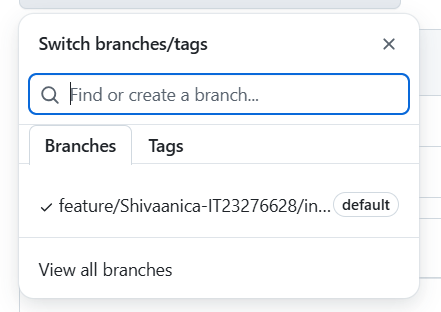 Switch branches/tags
Find or create a branch...
Branches Tags
feature/Shivaanica-IT23276628/in... default
View all branches